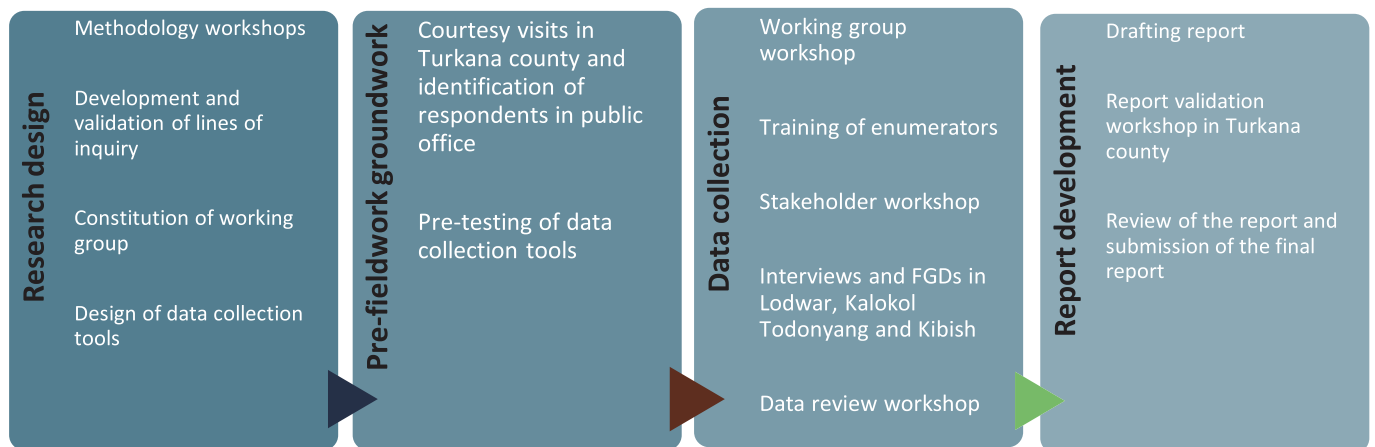 Research design
Methodology workshops
Development and
validation of lines of
inquiry
Constitution of working
group
Design of data collection
tools
Pre-fieldwork groundwork
Courtesy visits in
Turkana county and
identification of
respondents in public
office
Pre-testing of data
collection tools
Data collection
Working group
workshop
Training of enumerators
Stakeholder workshop
Interviews and FGDs in
Lodwar, Kalokol
Todonyang and Kibish
Data review workshop
Report development
Drafting report
Report validation
workshop in Turkana
county
Review of the report and
submission of the final
report